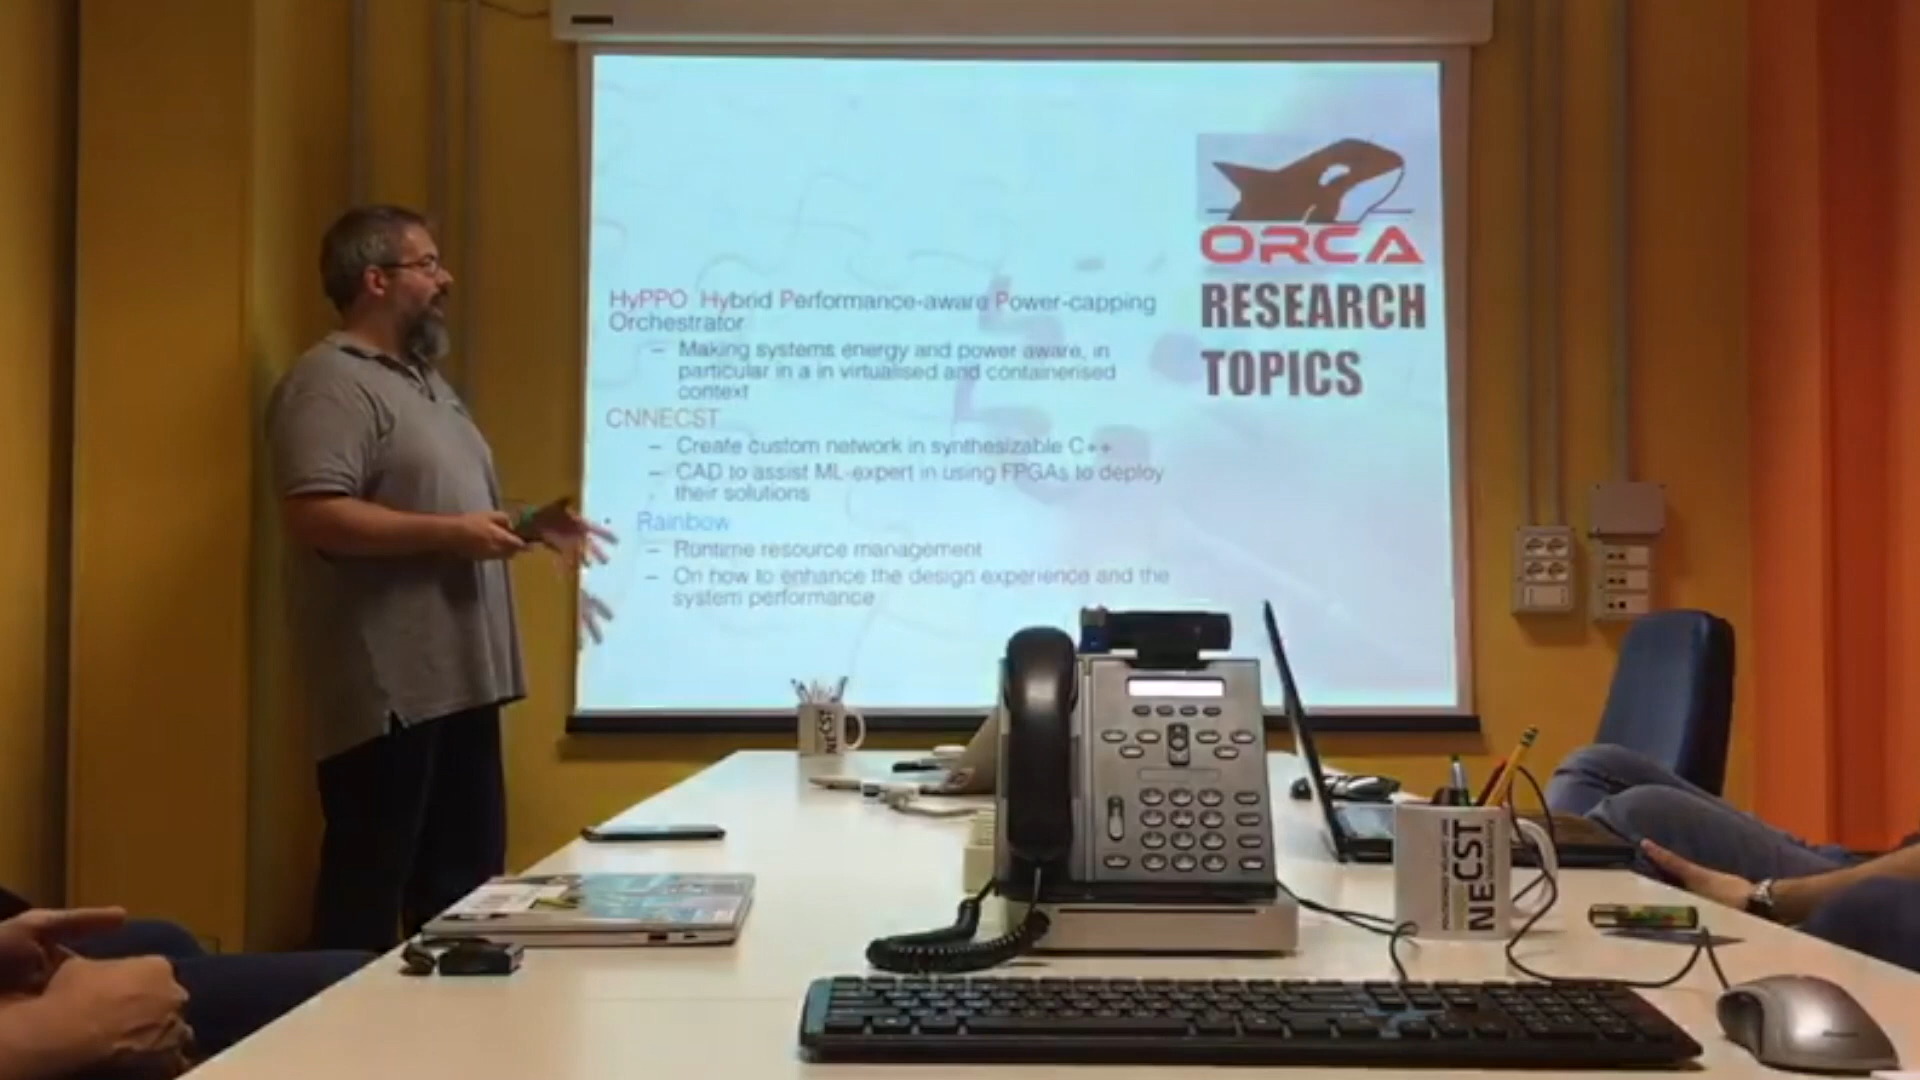 ORCA
RESEARCH
TOPICS
HyPPO Hybrid Performance-aware Power-capping
Orchestrator
– Making systems energy and power aware, in
particular in a in virtualised and containerised
context
CNNECST
– Create custom network in synthesizable C++
– CAD to assist ML-expert in using FPGAs to deploy
their solutions
• Rainbow
– Runtime resource management
– On how to enhance the design experience and the
system performance
NECST
NECST